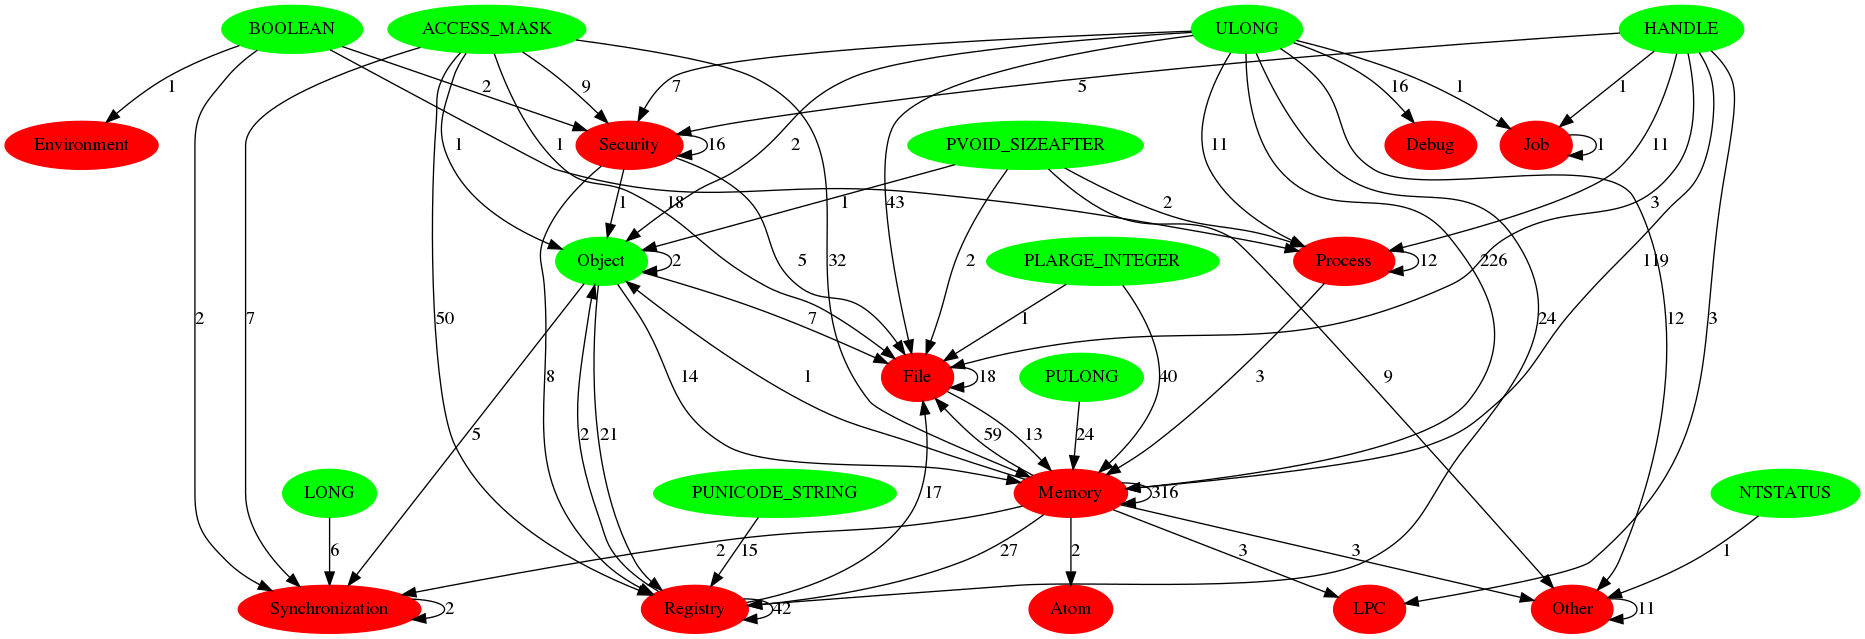 BOOLEAN
ACCESS_MASK
ULONG
HANDLE
1
2
9
7
5
16
1
1
Environment
Security
16
PVOID_SIZEAFTER
Debug
Job
1
1
1
2
11
11
2
7
50
18
1
5
1
43
2
3
Object
2
32
2
PLARGE_INTEGER
Process
12
226
119
8
7
1
40
24
12
3
File
18
PULONG
14
1
3
9
5
2
21
59
13
24
LONG
PUNICODE_STRING
17
Memory
316
NTSTATUS
6
2
15
27
2
3
3
1
Synchronization
2
Registry
42
Atom
LPC
Other
11